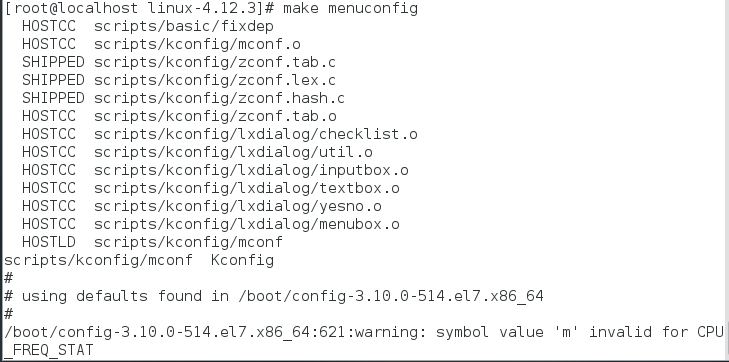 [root@localhost linux-4.12.3]# make menuconfig
  HOSTCC  scripts/basic/fixdep
  HOSTCC  scripts/kconfig/mconf.o
  SHIPPED scripts/kconfig/zconf.tab.c
  SHIPPED scripts/kconfig/zconf.lex.c
  SHIPPED scripts/kconfig/zconf.hash.c
  HOSTCC  scripts/kconfig/zconf.tab.o
  HOSTCC  scripts/kconfig/lxdialog/checklist.o
  HOSTCC  scripts/kconfig/lxdialog/util.o
  HOSTCC  scripts/kconfig/lxdialog/inputbox.o
  HOSTCC  scripts/kconfig/lxdialog/textbox.o
  HOSTCC  scripts/kconfig/lxdialog/yesno.o
  HOSTCC  scripts/kconfig/lxdialog/menubox.o
  HOSTLD  scripts/kconfig/mconf
scripts/kconfig/mconf  Kconfig
#
# using defaults found in /boot/config-3.10.0-514.el7.x86_64
#
/boot/config-3.10.0-514.el7.x86_64:621:warning: symbol value 'm' invalid for CPU
_FREQ_STAT